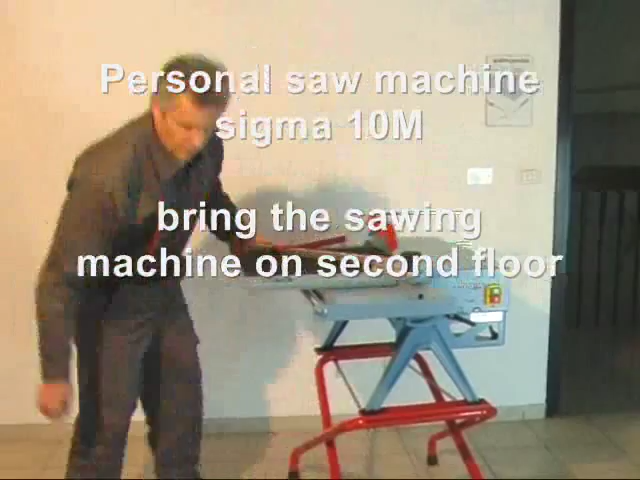 Personal saw machine
sigma 10M
bring the sawing
machine on second floor